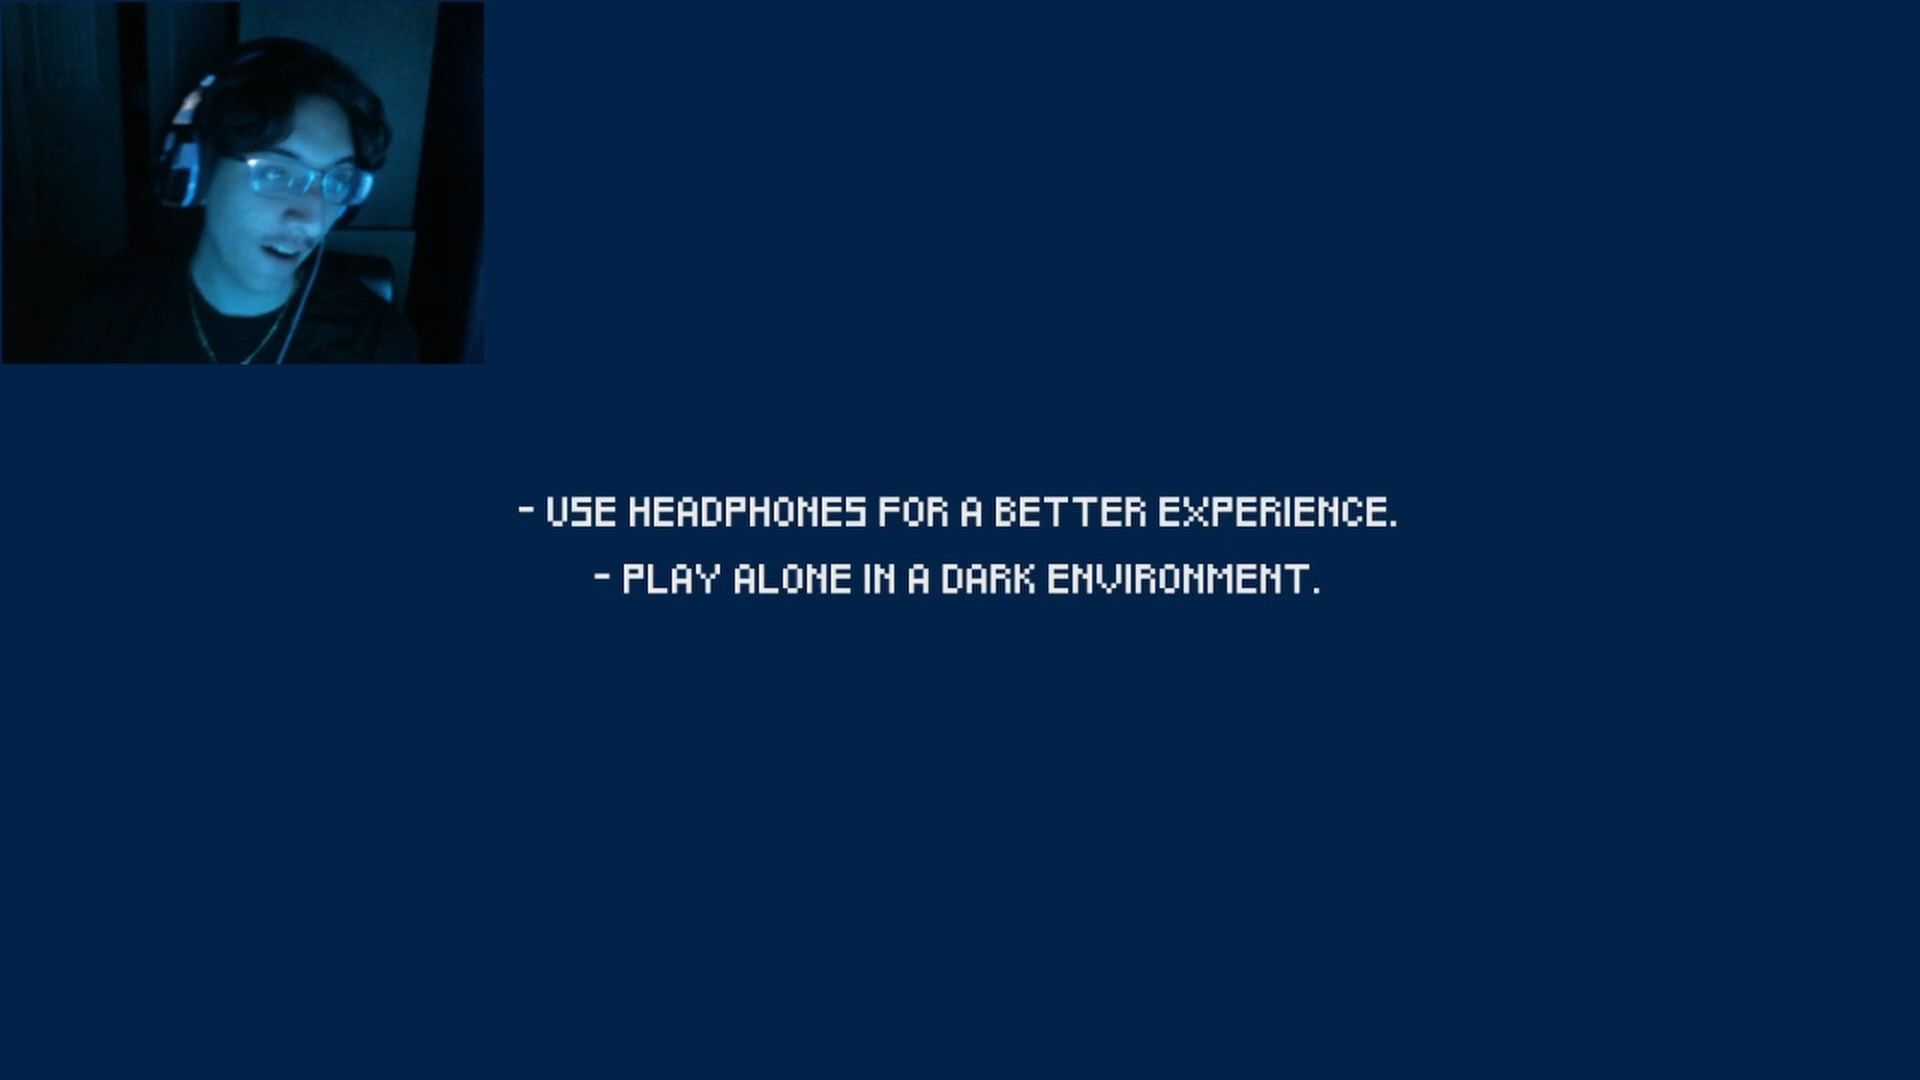 - USE HEADPHONES FOR A BETTER EXPERIENCE.
- PLAY ALONE IN A DARK ENVIRONMENT.